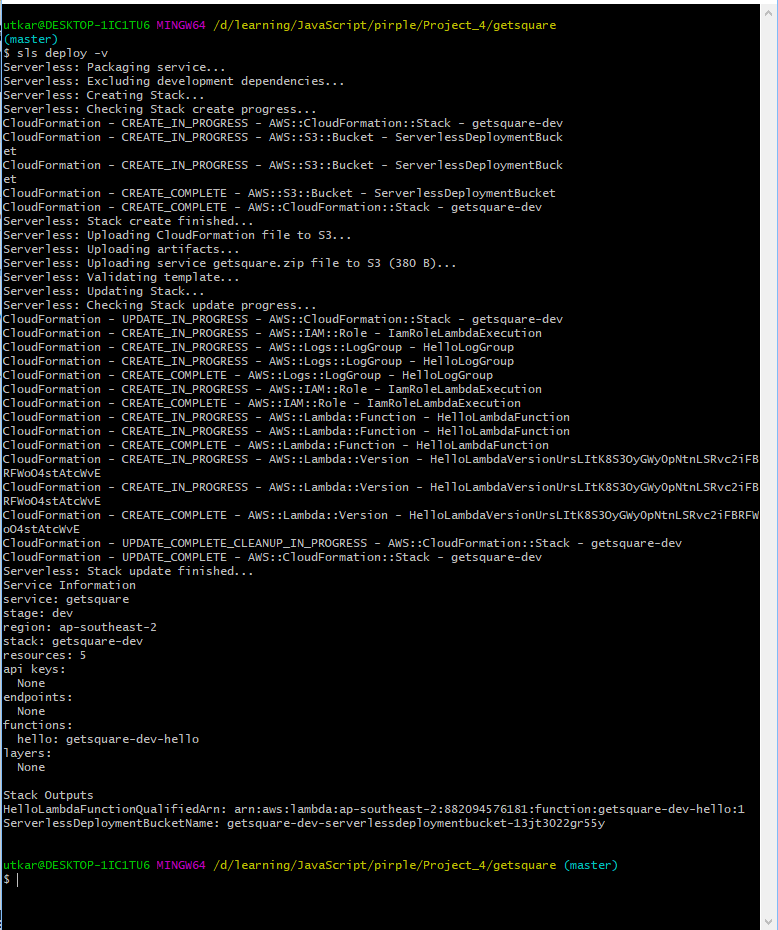 utkar@DESKTOP-1IC1TU6 MINGW64 /d/learning/JavaScript/pirple/Project_4/getsquare
(master)
$ sls deploy -v
Serverless: Packaging service...
Serverless: Excluding development dependencies...
Serverless: Creating Stack...
Serverless: Checking Stack create progress...
CloudFormation - CREATE_IN_PROGRESS - AWS::CloudFormation::Stack - getsquare-dev
CloudFormation - CREATE_IN_PROGRESS - AWS::S3::Bucket - ServerlessDeploymentBuck
et
CloudFormation - CREATE_IN_PROGRESS - AWS::S3::Bucket - ServerlessDeploymentBuck
et
CloudFormation - CREATE_COMPLETE - AWS::S3::Bucket - ServerlessDeploymentBucket
CloudFormation - CREATE_COMPLETE - AWS::CloudFormation::Stack - getsquare-dev
Serverless: Stack create finished...
Serverless: Uploading CloudFormation file to S3...
Serverless: Uploading artifacts...
Serverless: Uploading service getsquare.zip file to S3 (380 B)...
Serverless: Validating template...
Serverless: Updating Stack...
Serverless: Checking Stack update progress...
CloudFormation - UPDATE_IN_PROGRESS - AWS::CloudFormation::Stack - getsquare-dev
CloudFormation - CREATE_IN_PROGRESS - AWS::IAM::Role - IamRoleLambdaExecution
CloudFormation - CREATE_IN_PROGRESS - AWS::Logs::LogGroup - HelloLogGroup
CloudFormation - CREATE_IN_PROGRESS - AWS::Logs::LogGroup - HelloLogGroup
CloudFormation - CREATE_COMPLETE - AWS::Logs::LogGroup - HelloLogGroup
CloudFormation - CREATE_IN_PROGRESS - AWS::IAM::Role - IamRoleLambdaExecution
CloudFormation - CREATE_COMPLETE - AWS::IAM::Role - IamRoleLambdaExecution
CloudFormation - CREATE_IN_PROGRESS - AWS::Lambda::Function - HelloLambdaFunction
CloudFormation - CREATE_IN_PROGRESS - AWS::Lambda::Function - HelloLambdaFunction
CloudFormation - CREATE_COMPLETE - AWS::Lambda::Function - HelloLambdaFunction
CloudFormation - CREATE_IN_PROGRESS - AWS::Lambda::Version - HelloLambdaVersionUrsLItK8S3OyGWyOpNtnLSRvc2iFB
RFWoO4stAtcWvE
CloudFormation - CREATE_IN_PROGRESS - AWS::Lambda::Version - HelloLambdaVersionUrsLItK8S3OyGWyOpNtnLSRvc2iFB
RFWoO4stAtcWvE
CloudFormation - CREATE_COMPLETE - AWS::Lambda::Version - HelloLambdaVersionUrsLItK8S3OyGWyOpNtnLSRvc2iFBRFW
oO4stAtcWvE
CloudFormation - UPDATE_COMPLETE_CLEANUP_IN_PROGRESS - AWS::CloudFormation::Stack - getsquare-dev
CloudFormation - UPDATE_COMPLETE - AWS::CloudFormation::Stack - getsquare-dev
Serverless: Stack update finished...
Service Information
service: getsquare
stage: dev
region: ap-southeast-2
stack: getsquare-dev
resources: 5
api keys:
  None
endpoints:
  None
functions:
  hello: getsquare-dev-hello
layers:
  None

Stack Outputs
HelloLambdaFunctionQualifiedArn: arn:aws:lambda:ap-southeast-2:882094576181:function:getsquare-dev-hello:1
ServerlessDeploymentBucketName: getsquare-dev-serverlessdeploymentbucket-13jt3022gr55y

utkar@DESKTOP-1IC1TU6 MINGW64 /d/learning/JavaScript/pirple/Project_4/getsquare (master)
$